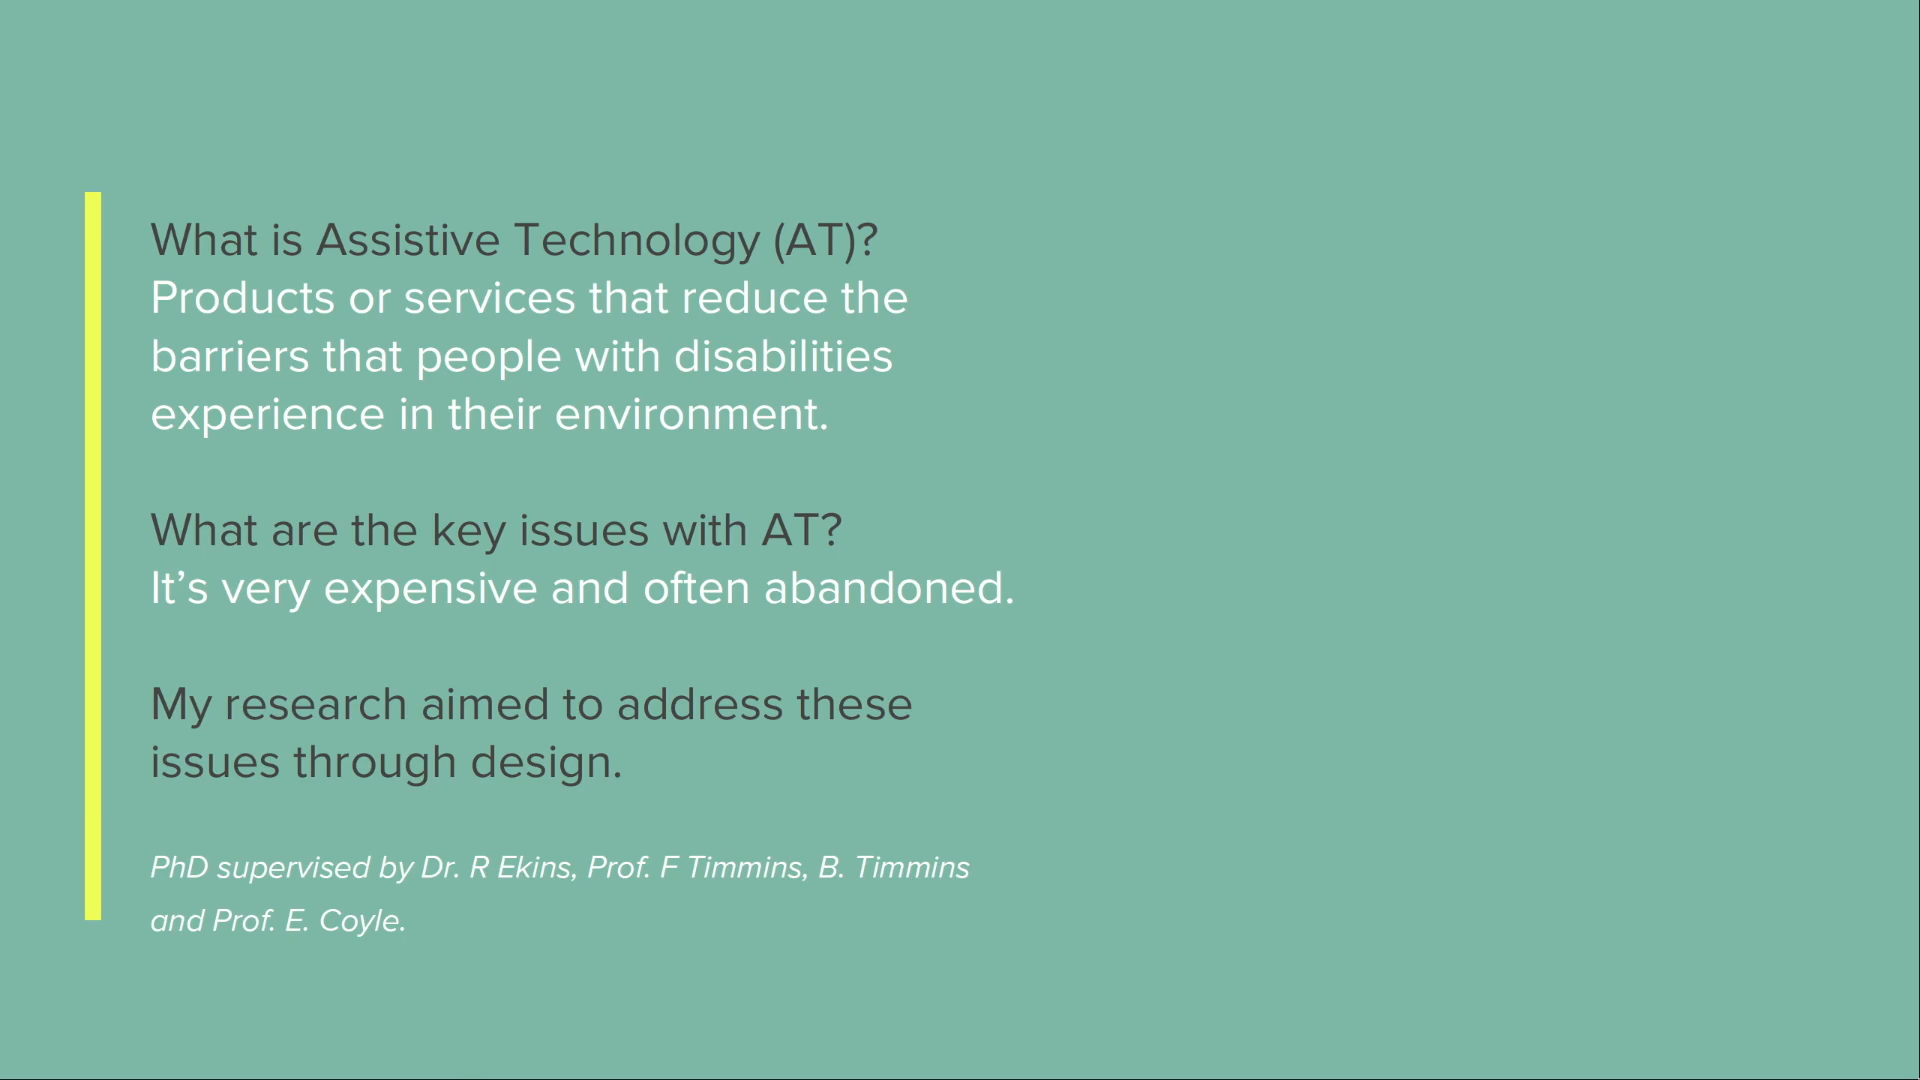 What is Assistive Technology (AT)?
Products or services that reduce the
barriers that people with disabilities
experience in their environment.
What are the key issues with AT?
It’s very expensive and often abandoned.
My research aimed to address these
issues through design.
PhD supervised by Dr. R Ekins, Prof. F Timmins, B. Timmins
and Prof. E. Coyle.